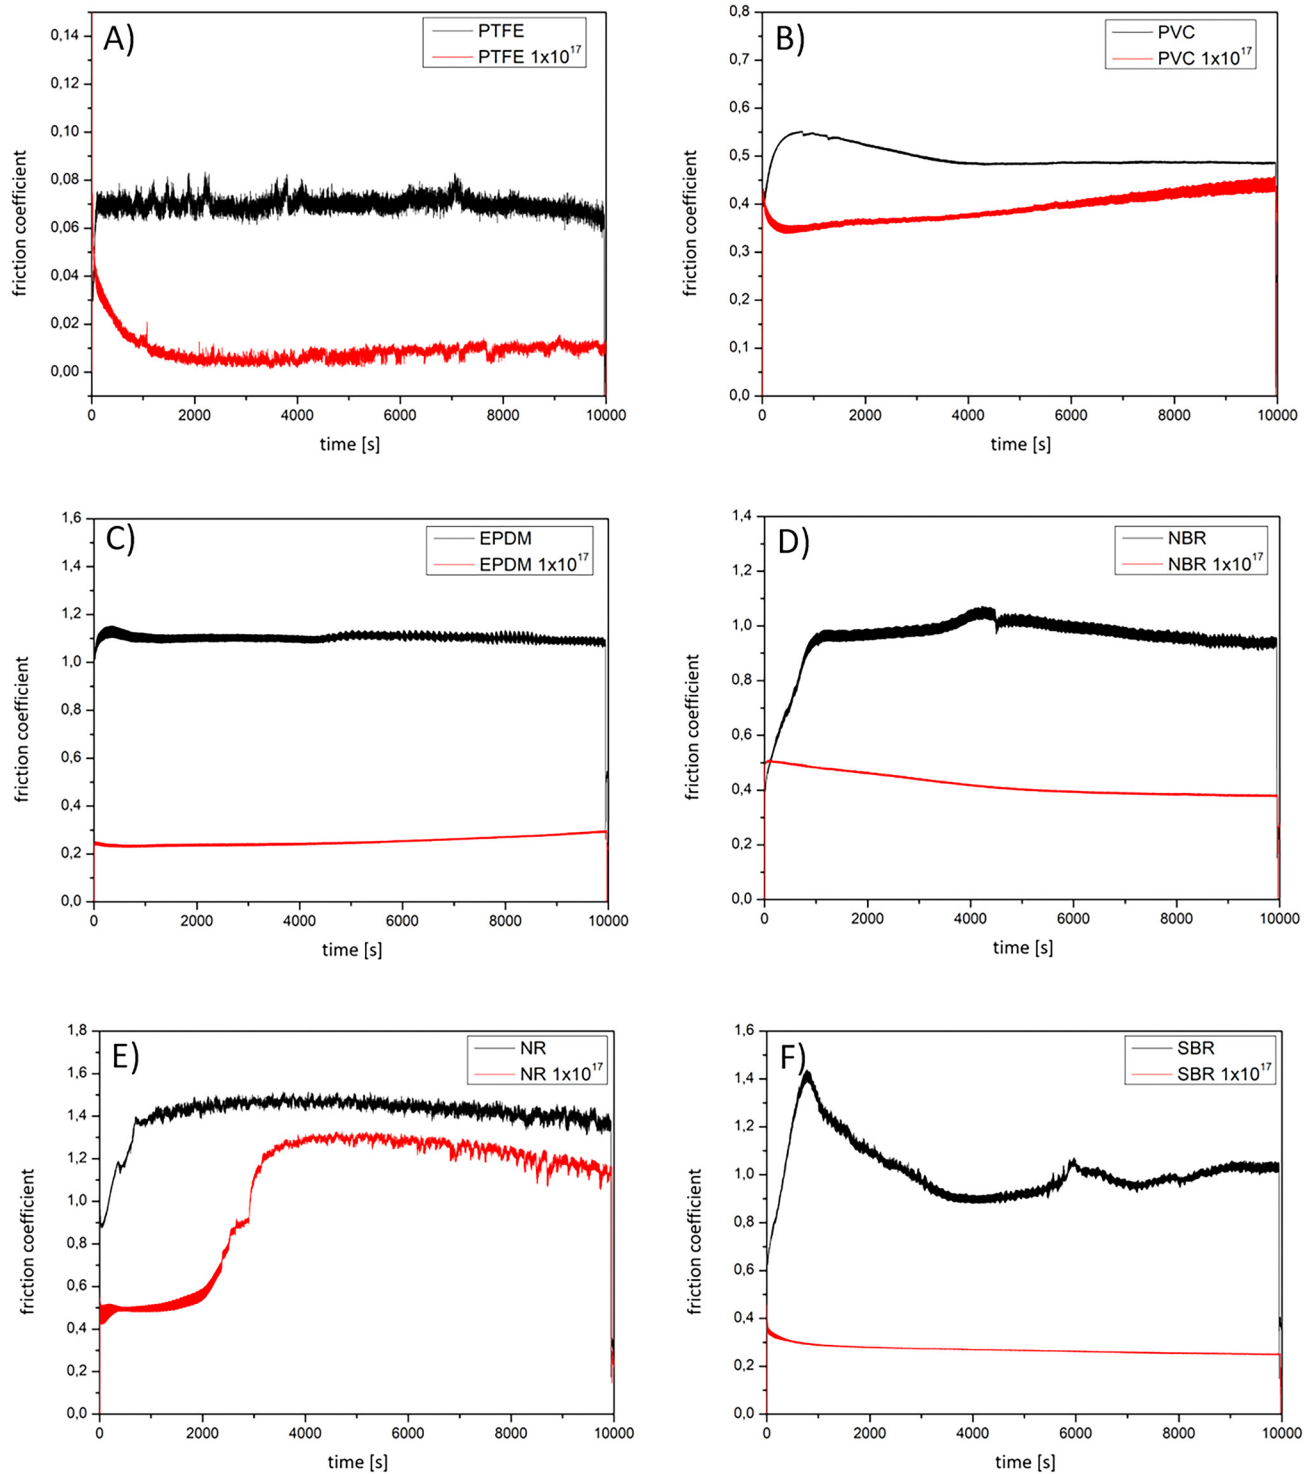 A)
PTFE
PTFE 1x10¹⁷
0,14
0,12
0,10
0,08
0,06
0,04
0,02
0,00
friction coefficient
0 2000 4000 6000 8000 10000
time [s]
B)
PVC
PVC 1x10¹⁷
0,8
0,7
0,6
0,5
0,4
0,3
0,2
0,1
0,0
friction coefficient
0 2000 4000 6000 8000 10000
time [s]
C)
EPDM
EPDM 1x10¹⁷
1,6
1,4
1,2
1,0
0,8
0,6
0,4
0,2
0,0
friction coefficient
0 2000 4000 6000 8000 10000
time [s]
D)
NBR
NBR 1x10¹⁷
1,4
1,2
1,0
0,8
0,6
0,4
0,2
0,0
friction coefficient
0 2000 4000 6000 8000 10000
time [s]
E)
NR
NR 1x10¹⁷
1,8
1,6
1,4
1,2
1,0
0,8
0,6
0,4
0,2
0,0
friction coefficient
0 2000 4000 6000 8000 10000
time [s]
F)
SBR
SBR 1x10¹⁷
1,6
1,4
1,2
1,0
0,8
0,6
0,4
0,2
0,0
friction coefficient
0 2000 4000 6000 8000 10000
time [s]